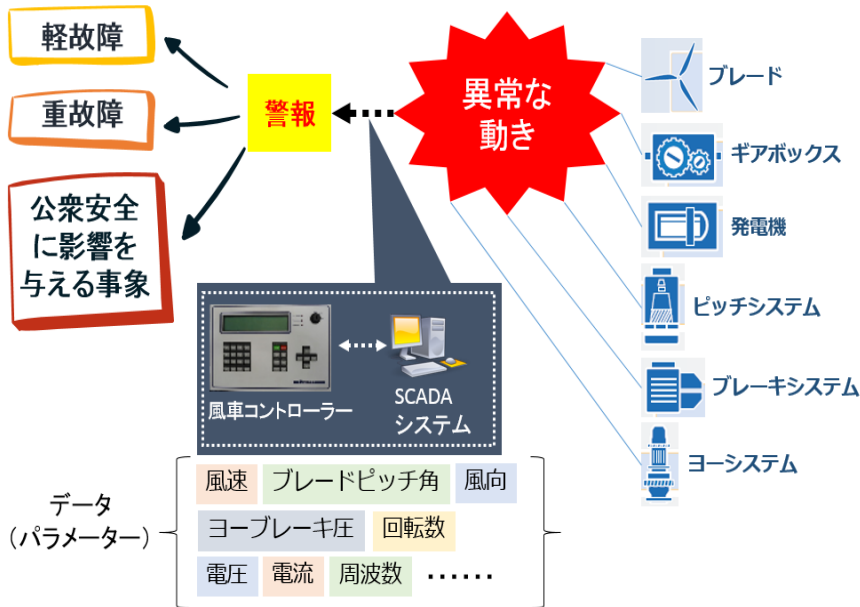 軽故障
重故障
公衆安全
に影響を
与える事象
警報
異常な
動き
ブレード
ギアボックス
発電機
ピッチシステム
ブレーキシステム
ヨーシステム
風車コントローラー
SCADA
システム
データ
（パラメーター）
風速 ブレードピッチ角 風向
ヨーブレーキ圧 回転数
電圧 電流 周波数 ……